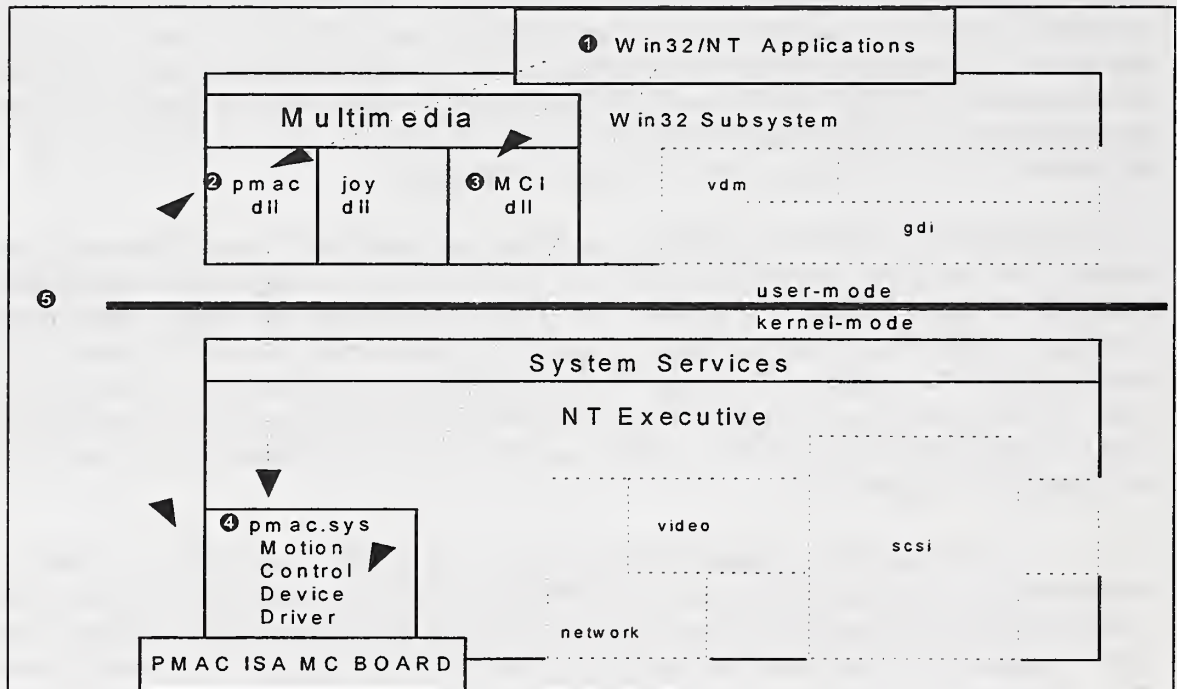 ❶ Win32/NT Applications
Multimedia
Win32 Subsystem
❷ pmac
dll
joy
dll
❸ MCI
dll
vdm
gdi
❺
user-mode
kernel-mode
System Services
NT Executive
❹ pmac.sys
Motion
Control
Device
Driver
video
scsi
network
PMAC ISA MC BOARD